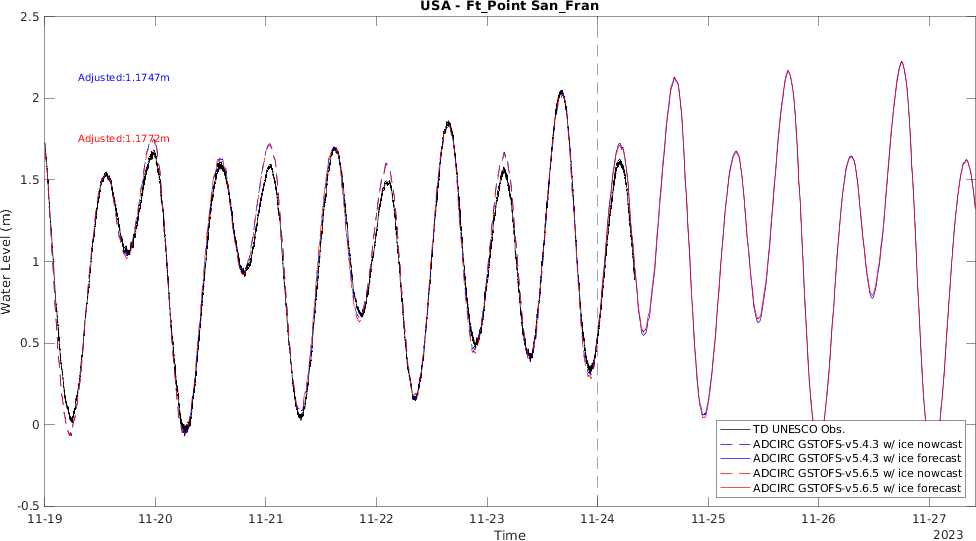 USA - Ft_Point San_Fran
2.5
2
1.5
1
0.5
0
-0.5
Water Level (m)
Adjusted:1.1747m
Adjusted:1.1772m
TD UNESCO Obs.
ADCIRC GSTOFS-v5.4.3 w/ ice nowcast
ADCIRC GSTOFS-v5.4.3 w/ ice forecast
ADCIRC GSTOFS-v5.6.5 w/ ice nowcast
ADCIRC GSTOFS-v5.6.5 w/ ice forecast
11-19 11-20 11-21 11-22 11-23 11-24 11-25 11-26 11-27
Time
2023